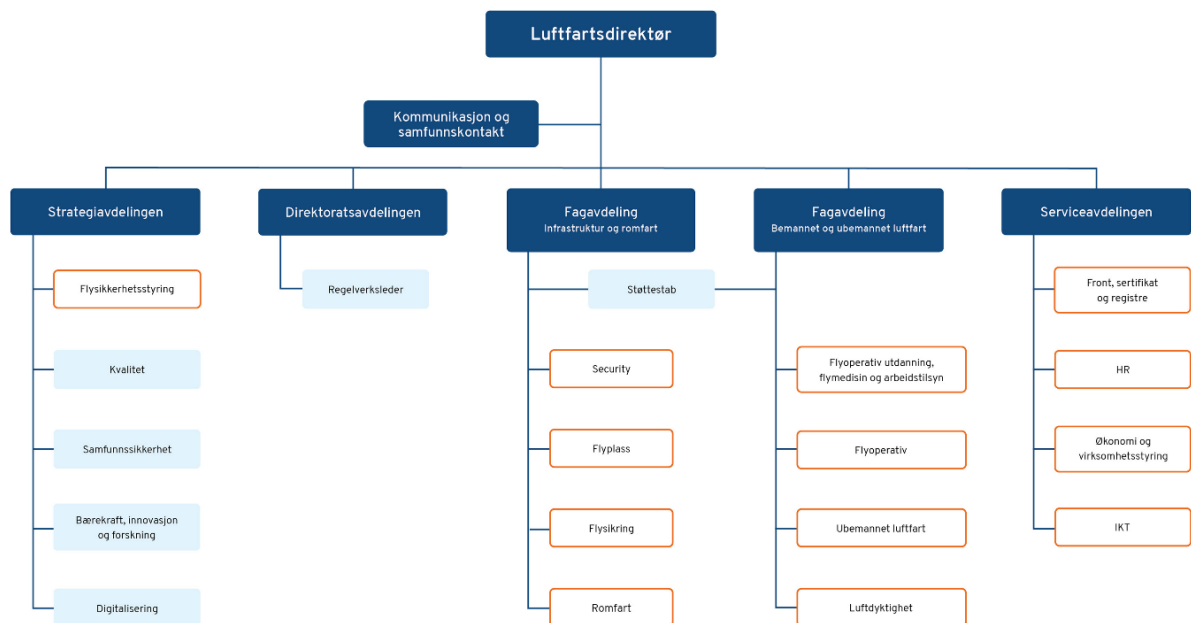 Luftfartsdirektør
Kommunikasjon og
samfunnskontakt
Strategiavdelingen
Direktoratsavdelingen
Fagavdeling
Infrastruktur og romfart
Fagavdeling
Bemannet og ubemannet luftfart
Serviceavdelingen
Flysikkerhetsstyring
Kvalitet
Samfunnssikkerhet
Bærekraft, innovasjon
og forskning
Digitalisering
Regelverksleder
Støttestab
Security
Flyplass
Flysikring
Romfart
Flyoperativ utdanning,
flymedisin og arbeidstilsyn
Flyoperativ
Ubemannet luftfart
Luftdyktighet
Front, sertifikat
og registre
HR
Økonomi og
virksomhetsstyring
IKT